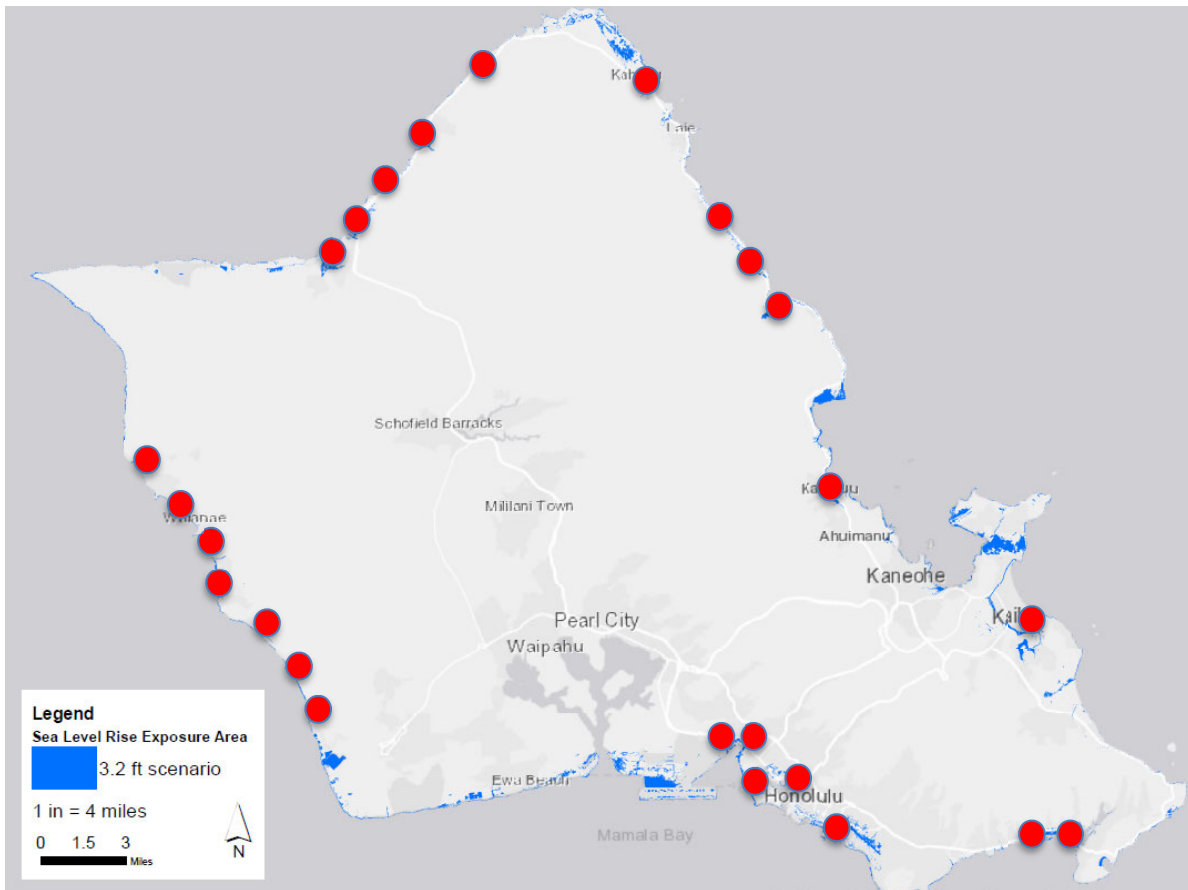 Laie
Schofield Barracks
Mililani Town
Ahuimanu
Kaneohe
Pearl City
Waipahu
Ewa Beach
Honolulu
Mamala Bay
Legend
Sea Level Rise Exposure Area
3.2 ft scenario
1 in = 4 miles
0 1.5 3
Miles
N